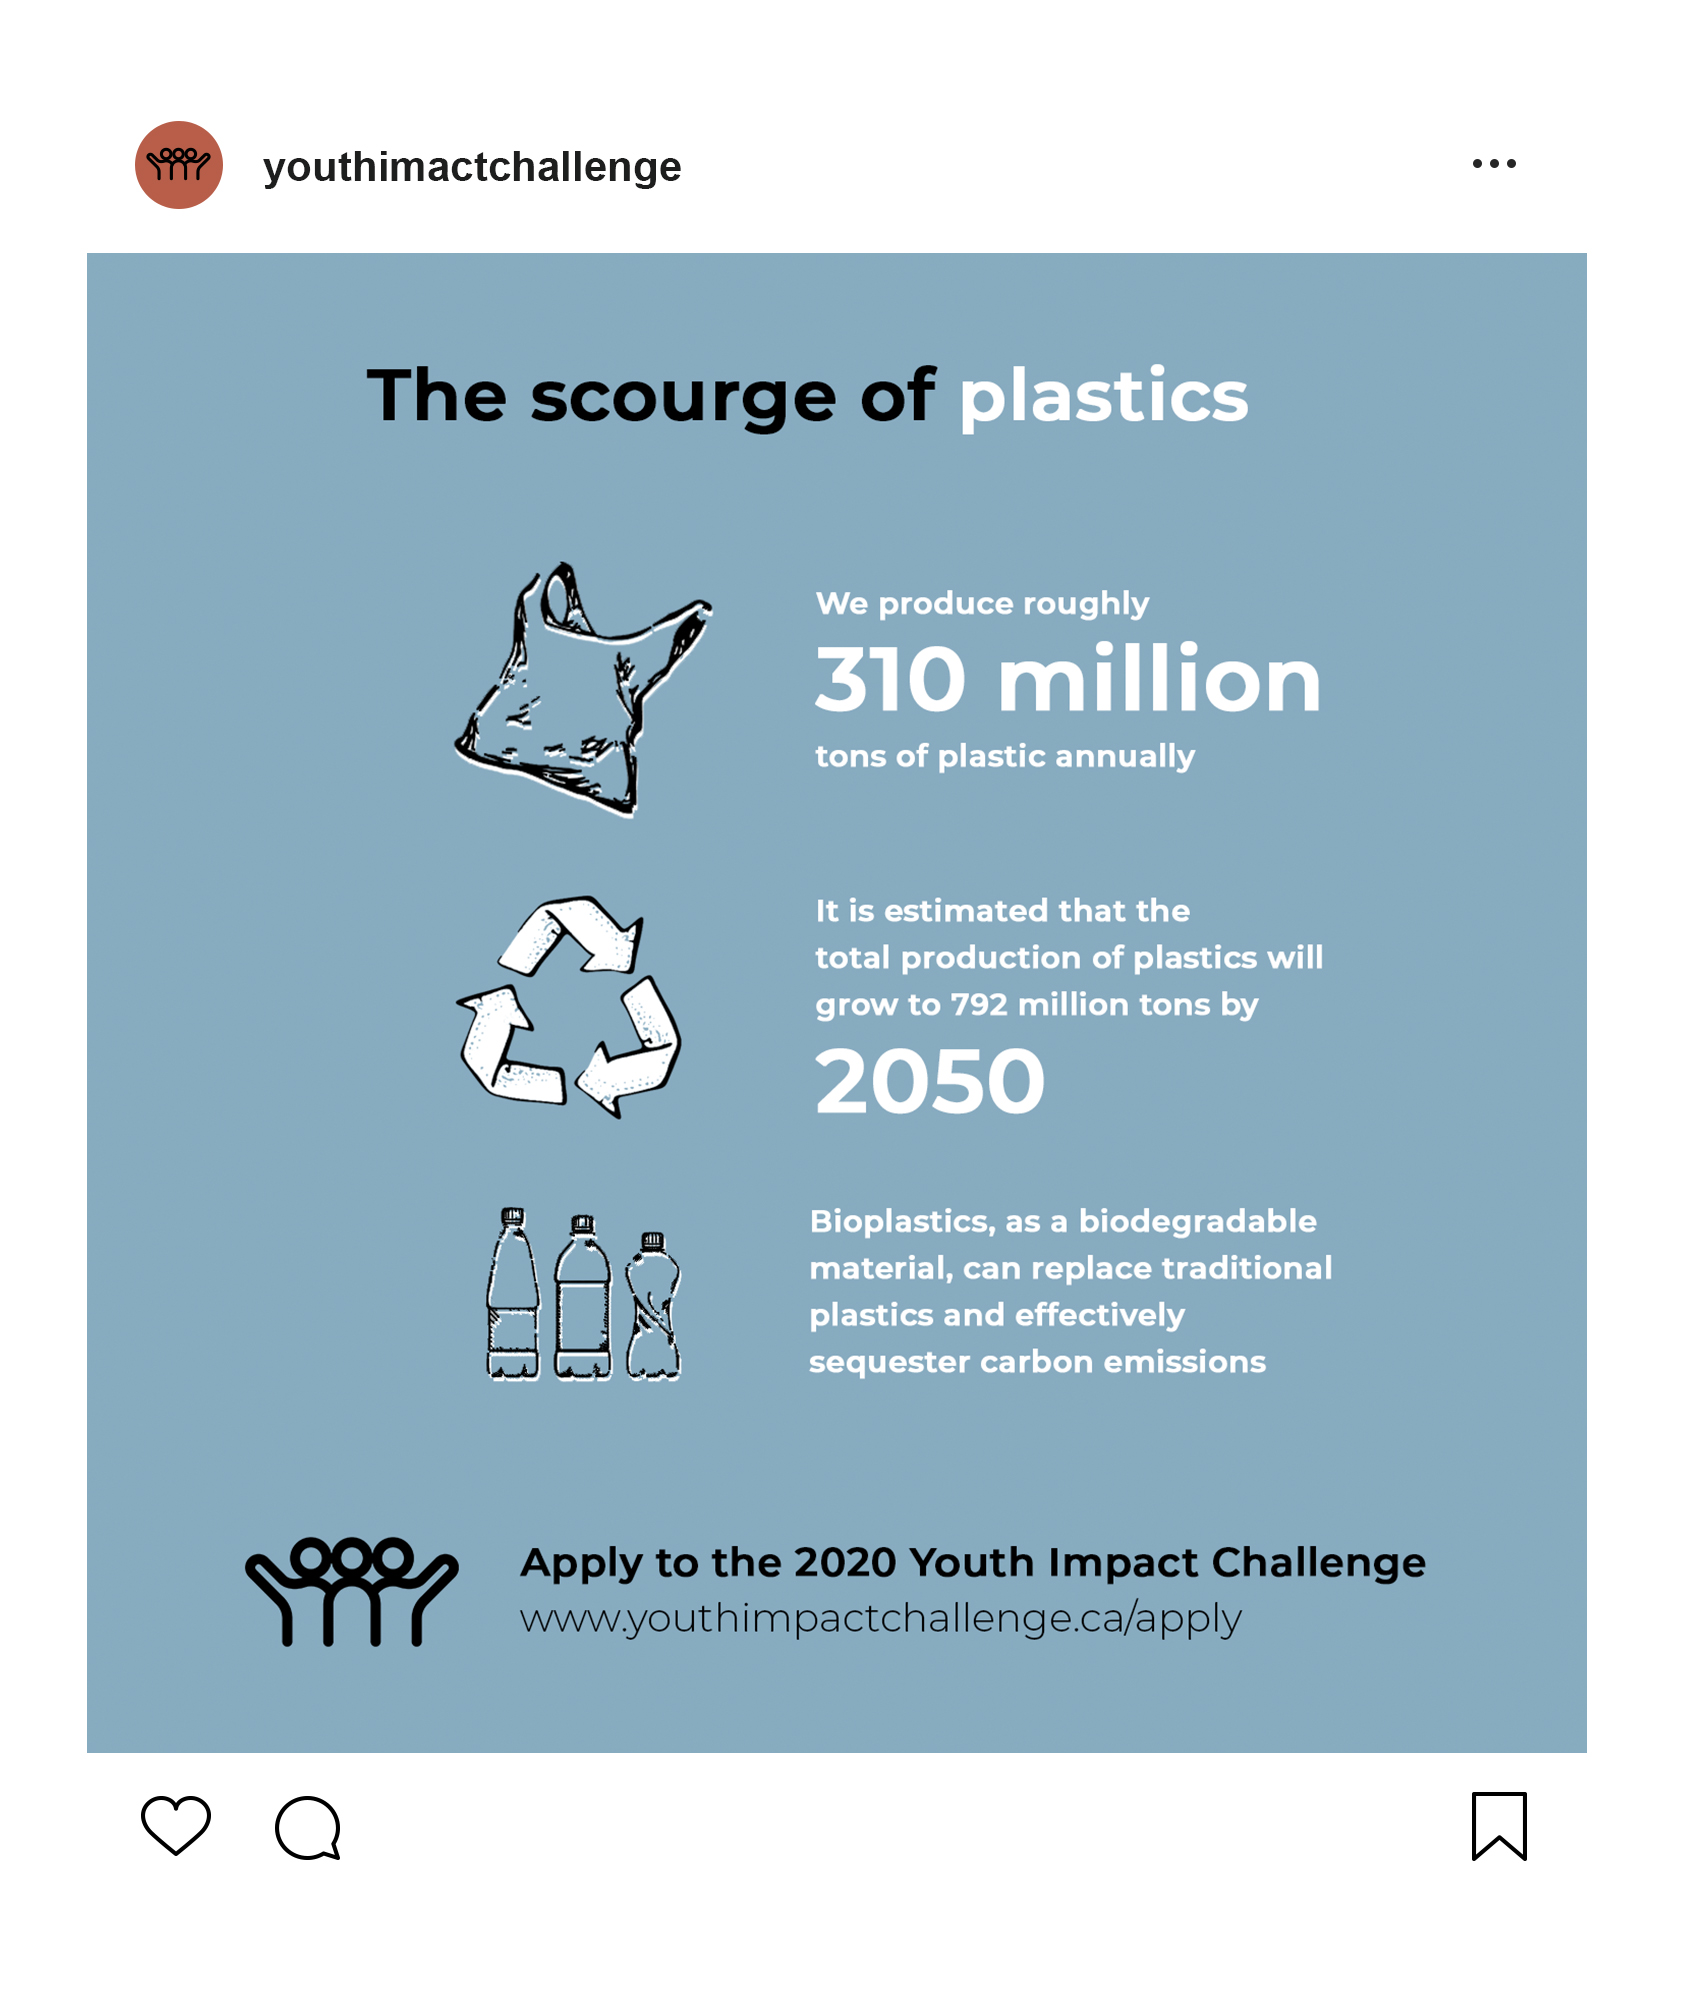 youthimactchallenge
The scourge of plastics
We produce roughly
310 million
tons of plastic annually
It is estimated that the
total production of plastics will
grow to 792 million tons by
2050
Bioplastics, as a biodegradable
material, can replace traditional
plastics and effectively
sequester carbon emissions
Apply to the 2020 Youth Impact Challenge
www.youthimpactchallenge.ca/apply